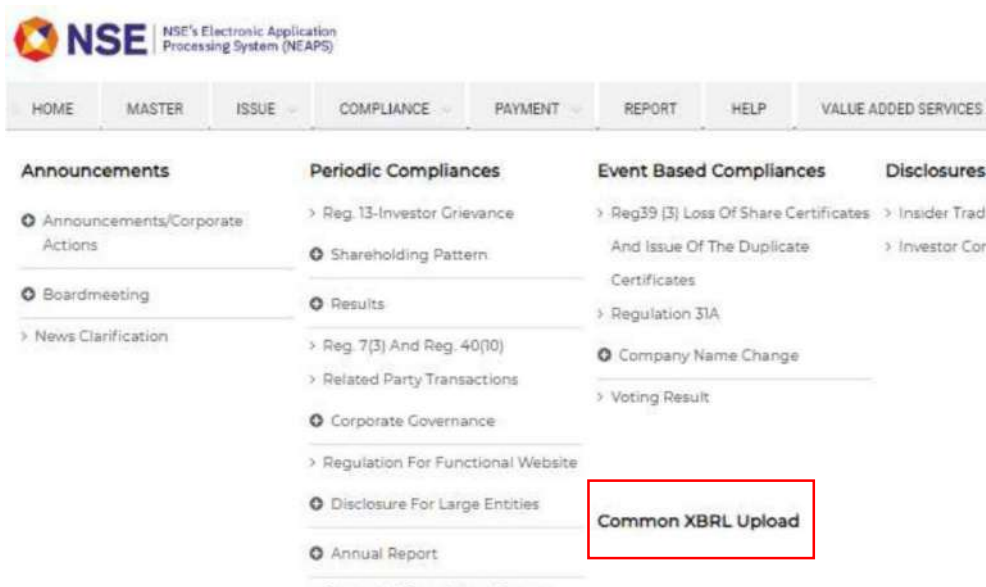 NSE
NSE's Electronic Application
Processing System (NEAPS)
HOME MASTER ISSUE COMPLIANCE PAYMENT REPORT HELP VALUE ADDED SERVICES
Announcements
Announcements/Corporate
Actions
Boardmeeting
> News Clarification
Periodic Compliances
> Reg. 13-Investor Grievance
Shareholding Pattern
Results
> Reg. 7(3) And Reg. 40(10)
> Related Party Transactions
Corporate Governance
> Regulation For Functional Website
Disclosure For Large Entities
Annual Report
Event Based Compliances
> Reg39 (3) Loss Of Share Certificates
And Issue Of The Duplicate
Certificates
> Regulation 31A
Company Name Change
> Voting Result
Common XBRL Upload
Disclosures
> Insider Trad
> Investor Con